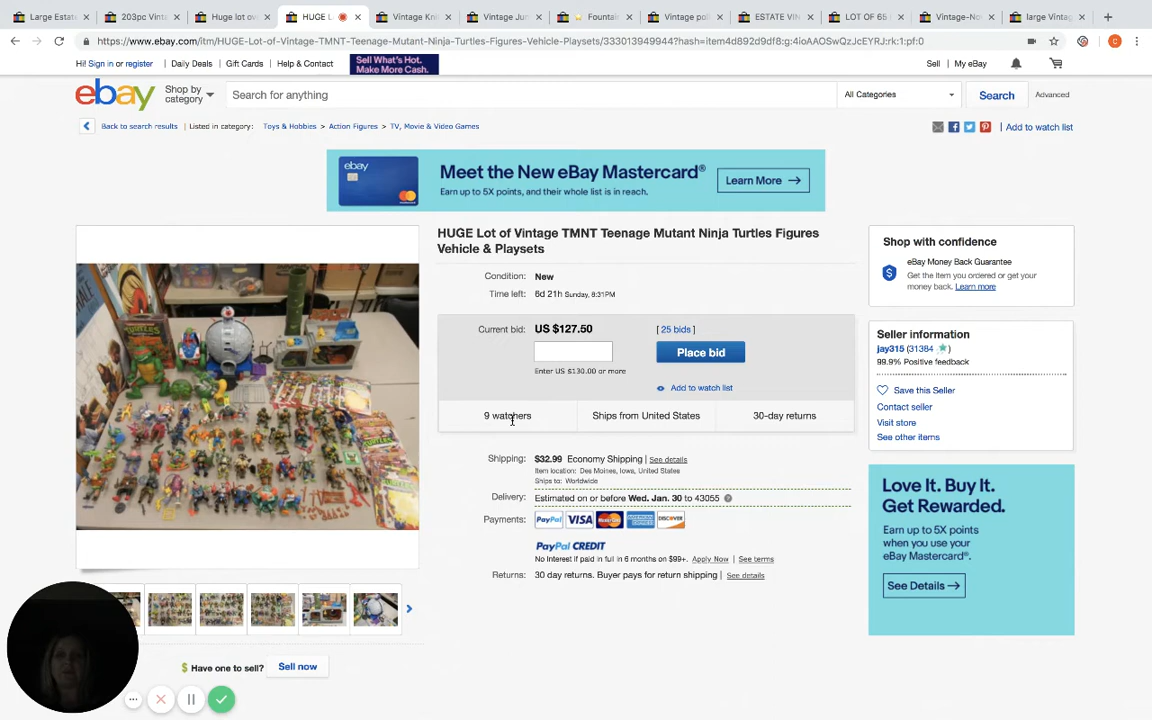 Large Estate
203pc Vinta
Huge lot ov
HUGE L
Vintage Kni
Vintage Jun
Fountain
Vintage pol
ESTATE VIN
LOT OF 65
Vintage-Nov
large Vintag
https://www.ebay.com/itm/HUGE-Lot-of-Vintage-TMNT-Teenage-Mutant-Ninja-Turtles-Figures-Vehicle-Playsets/333013949944?hash=item4d892d9df8:g:4ioAAOSwQzJcEYRJ:rk:1:pf:0
Hi! Sign in or register
Daily Deals
Gift Cards
Help & Contact
See What's Hot.
Make More Cash.
Sell
My eBay
ebay
Shop by
category
Search for anything
All Categories
Search
Advanced
Back to search results
Listed in category:
Toys & Hobbies > Action Figures > TV, Movie & Video Games
Add to watch list
ebay
Meet the New eBay Mastercard®
Earn up to 5X points, and their whole list is in reach.
Learn More →
HUGE Lot of Vintage TMNT Teenage Mutant Ninja Turtles Figures
Vehicle & Playsets
Condition: New
Time left: 6d 21h Sunday, 8:31PM
Current bid: US $127.50
[ 25 bids ]
Place bid
Enter US $130.00 or more
Add to watch list
9 watchers
Ships from United States
30-day returns
Shipping: $32.99 Economy Shipping | See details
Item location: Des Moines, Iowa, United States
Ships to: Worldwide
Delivery: Estimated on or before Wed. Jan. 30 to 43055
Payments: PayPal VISA DISCOVER
PayPal CREDIT
No Interest if paid in full in 6 months on $99+. Apply Now | See terms
Returns: 30 day returns. Buyer pays for return shipping | See details
Shop with confidence
eBay Money Back Guarantee
Get the item you ordered or get your
money back. Learn more
Seller information
jay315 (31384 )
99.9% Positive feedback
Save this Seller
Contact seller
Visit store
See other items
Love It. Buy It.
Get Rewarded.
Earn up to 5X points
when you use your
eBay Mastercard®.
See Details →
$ Have one to sell?
Sell now